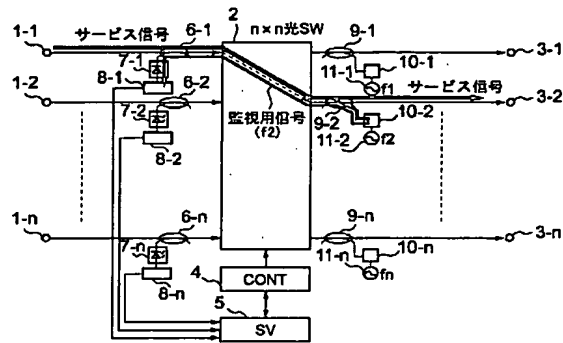 サービス信号
2
n×n光SW
1-1
7-1
6-1
9-1
3-1
8-1
11-1
10-1
f1
サービス信号
1-2
7-2
6-2
監視用信号
(f2)
9-2
3-2
8-2
11-2
10-2
f2
1-n
7-n
6-n
9-n
3-n
8-n
11-n
10-n
fn
4
CONT
5
SV